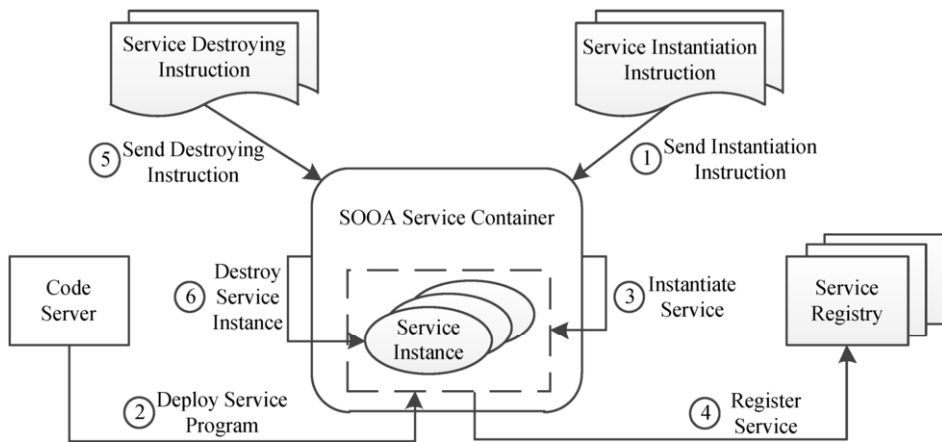 Service Destroying
Instruction
Service Instantiation
Instruction
5 Send Destroying
Instruction
1 Send Instantiation
Instruction
SOOA Service Container
Code
Server
6 Destroy
Service
Instance
Service
Instance
3 Instantiate
Service
Service
Registry
2 Deploy Service
Program
4 Register
Service